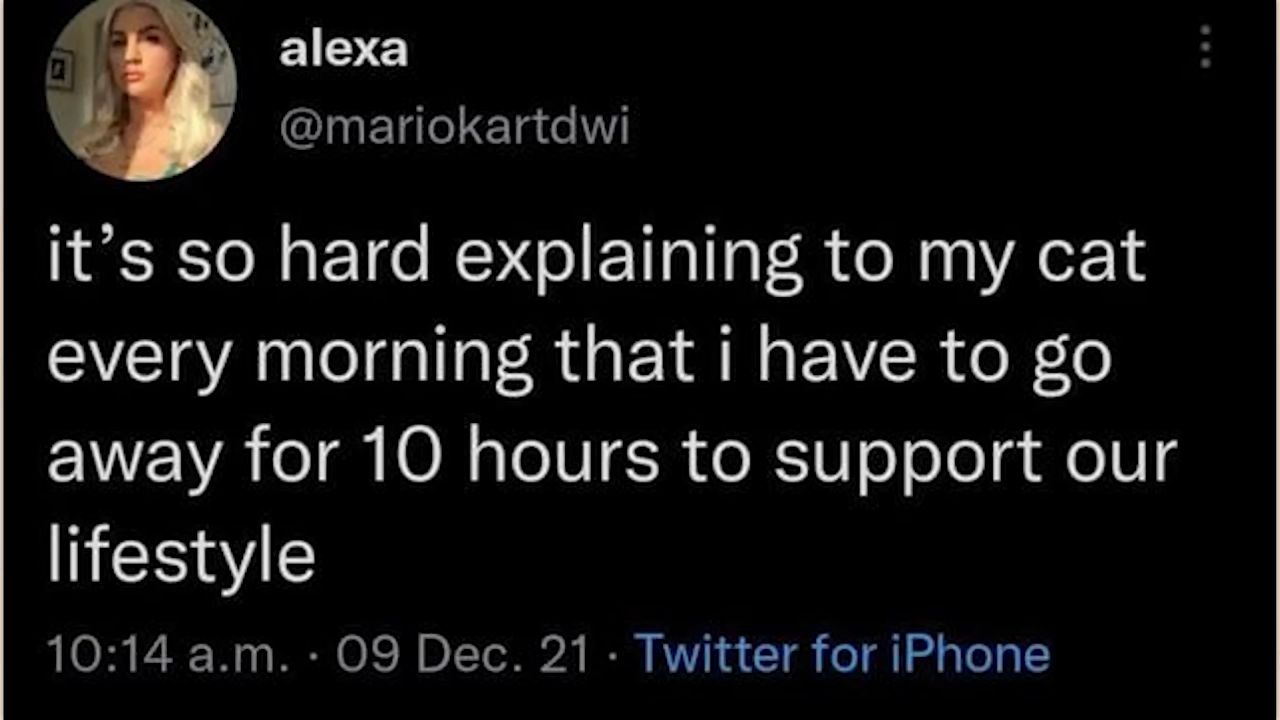 alexa
@mariokartdwi
it’s so hard explaining to my cat
every morning that i have to go
away for 10 hours to support our
lifestyle
10:14 a.m. · 09 Dec. 21 · Twitter for iPhone